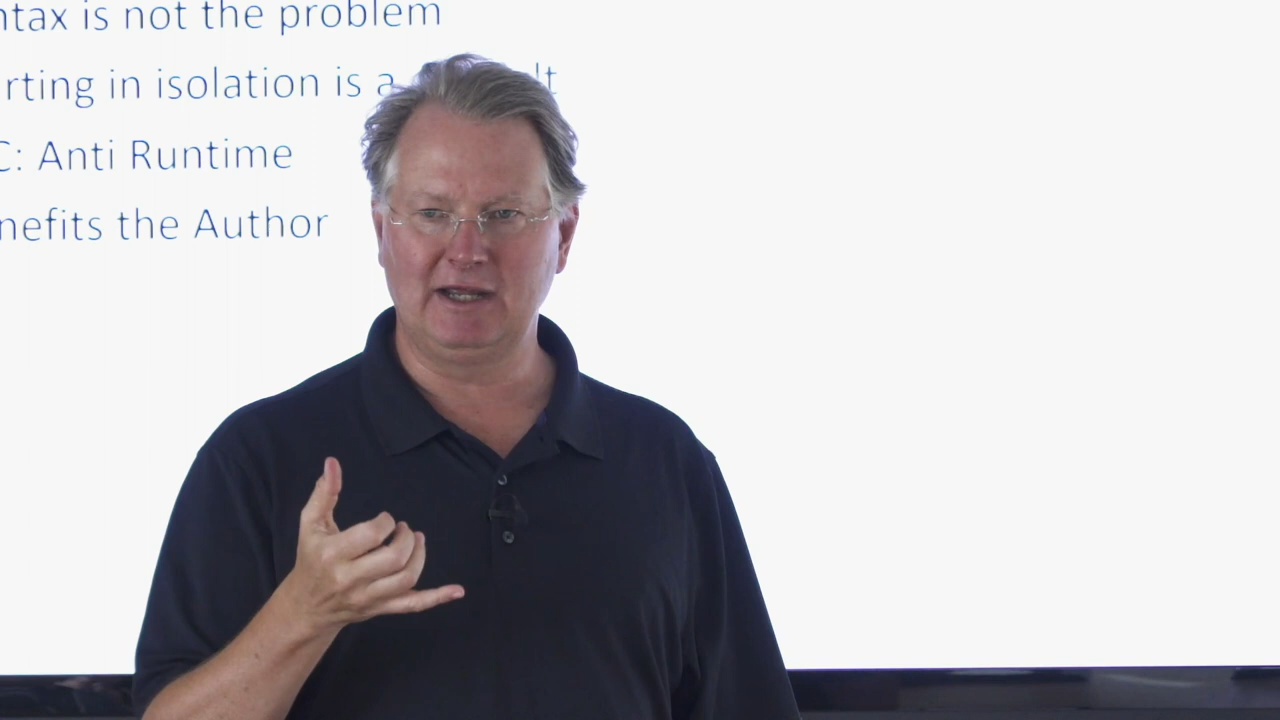 ntax is not the problem
rting in isolation is a
C: Anti Runtime
nefits the Author